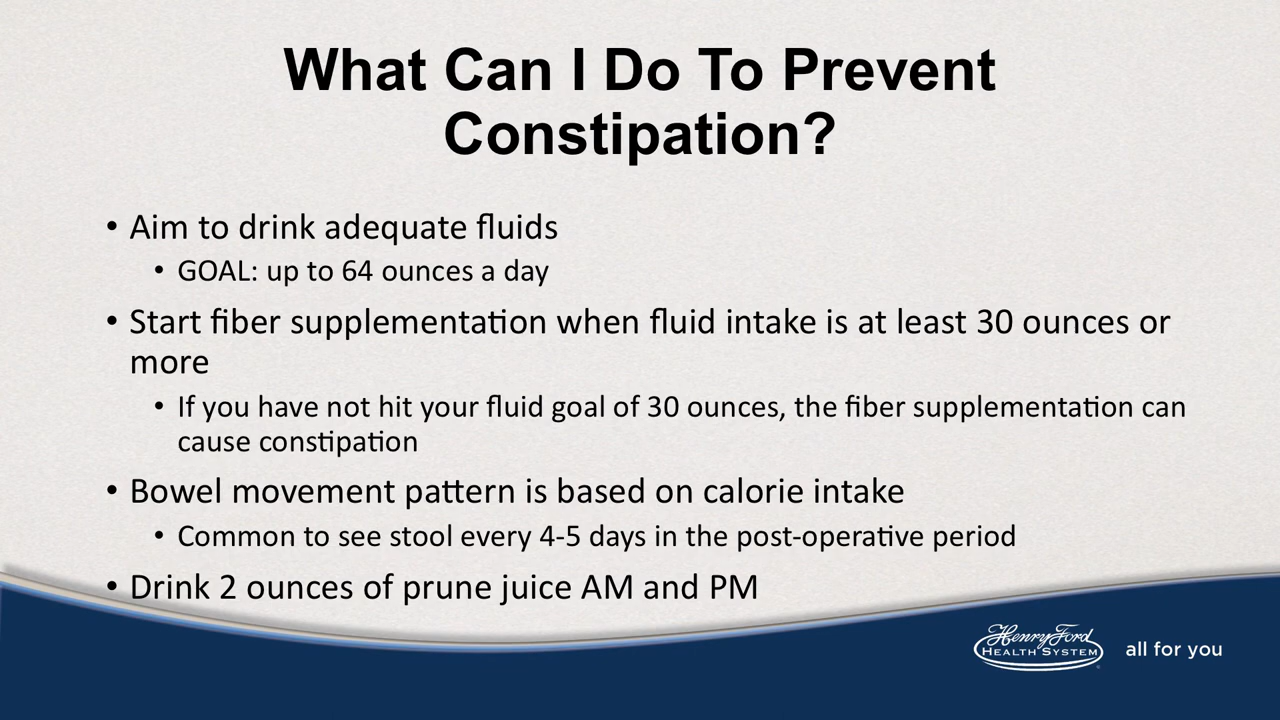 What Can I Do To Prevent
Constipation?
• Aim to drink adequate fluids
• GOAL: up to 64 ounces a day
• Start fiber supplementation when fluid intake is at least 30 ounces or
more
• If you have not hit your fluid goal of 30 ounces, the fiber supplementation can
cause constipation
• Bowel movement pattern is based on calorie intake
• Common to see stool every 4-5 days in the post-operative period
• Drink 2 ounces of prune juice AM and PM
Henry Ford
HEALTH SYSTEM
all for you